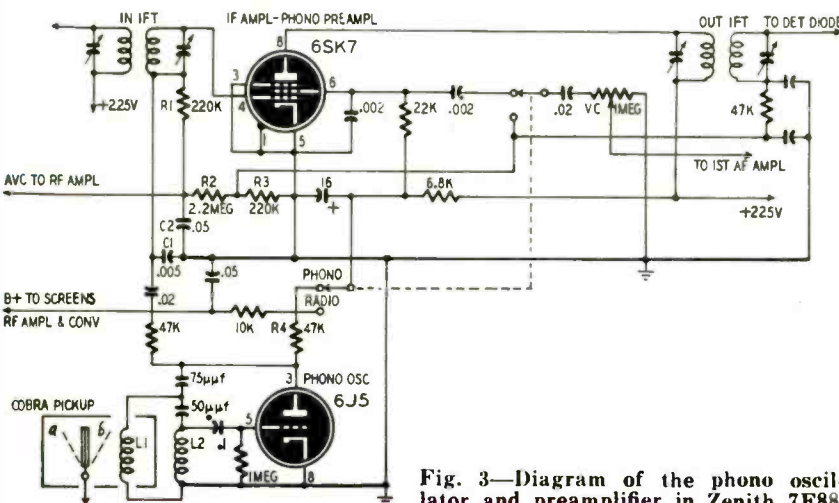 IN IFT
IF AMPL-PHONO PREAMPL
6SK7
OUT IFT
TO DET DIODE
8
3
4
6
1
5
+225V
R1
220K
.002
22K
.002
.02
VC
1MEG
47K
TO 1ST AF AMPL
AVC TO RF AMPL
R2
2.2MEG
R3
220K
16
+
6.8K
+225V
C2
.05
C1
.005
.05
PHONO
RADIO
B+ TO SCREENS
RF AMPL & CONV
.02
10K
R4
47K
47K
75μμf
3
PHONO OSC
6J5
COBRA PICKUP
50μμf
5
a
b
L1
L2
1MEG
8
Fig. 3—Diagram of the phono oscil
lator and preamplifier in Zenith 7E88